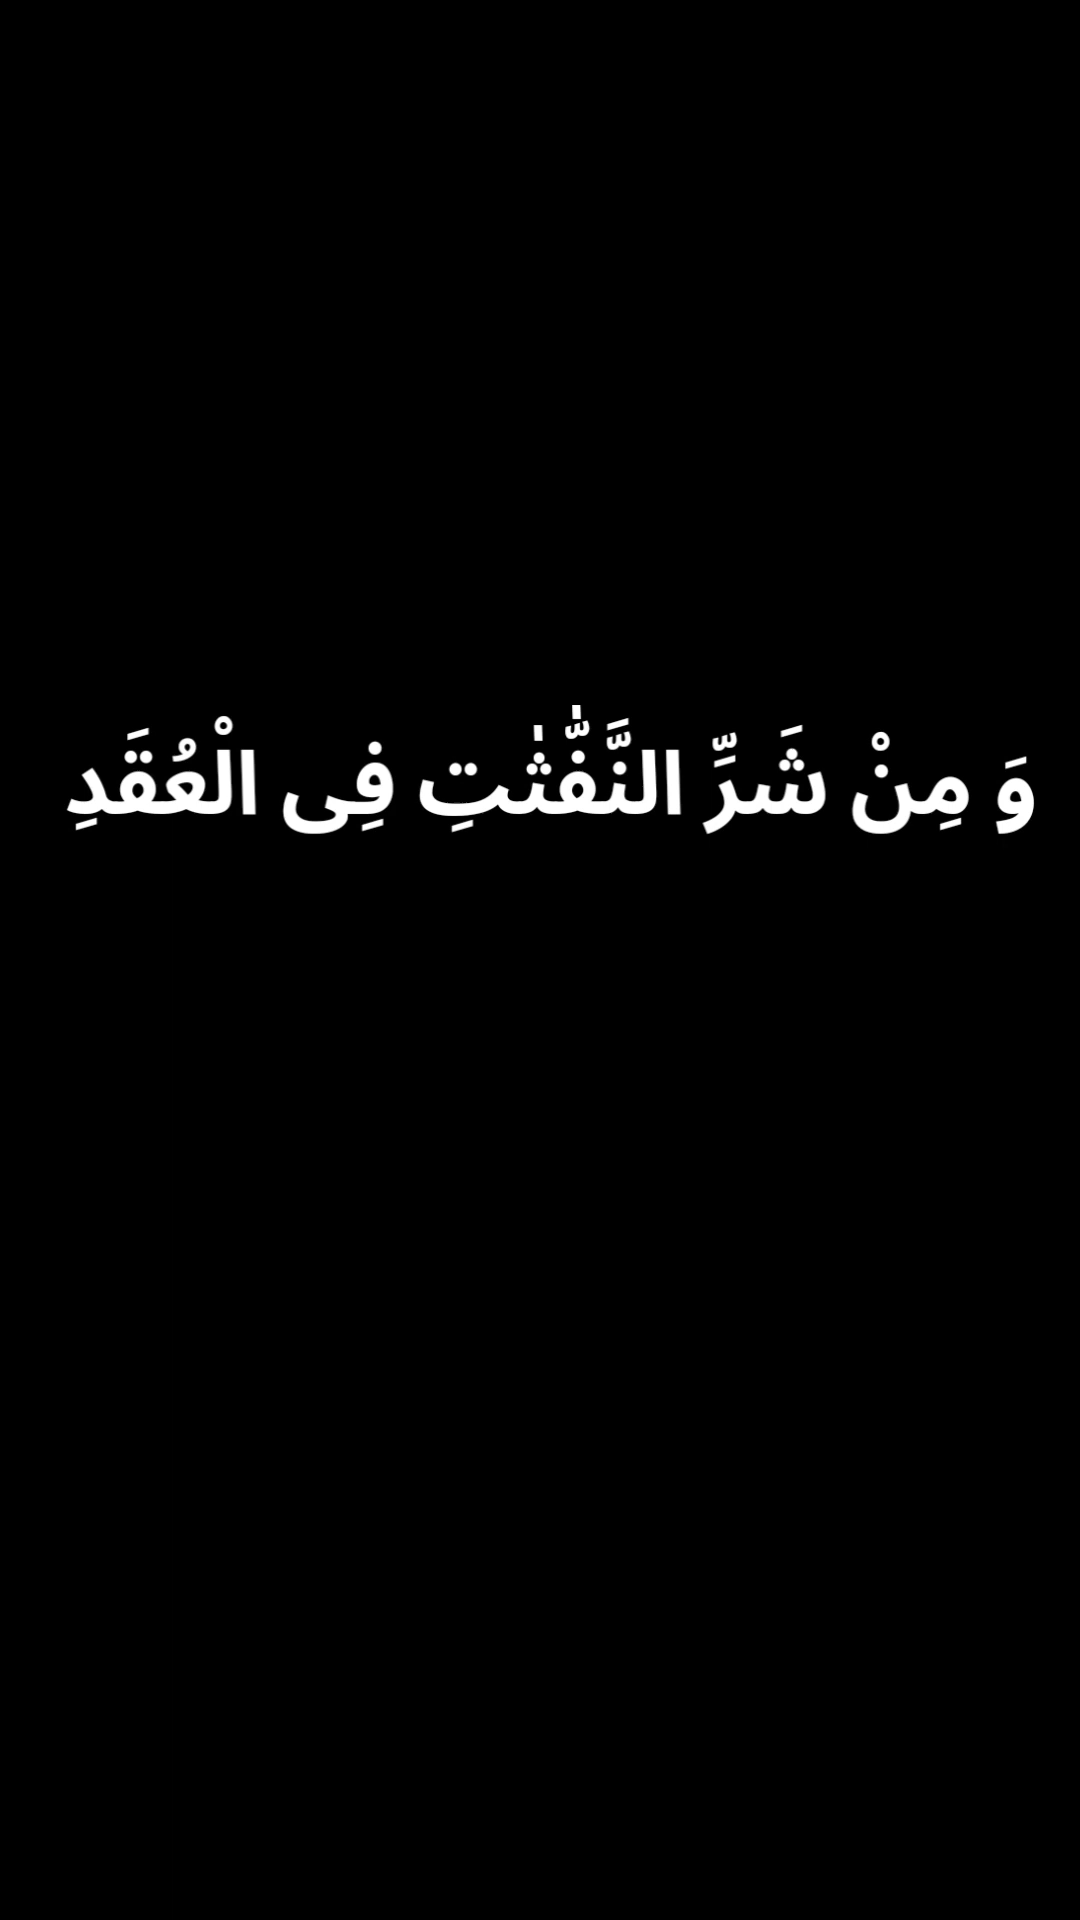 وَ مِنْ شَرِّ النَّفّٰثٰتِ فِی الْعُقَدِ